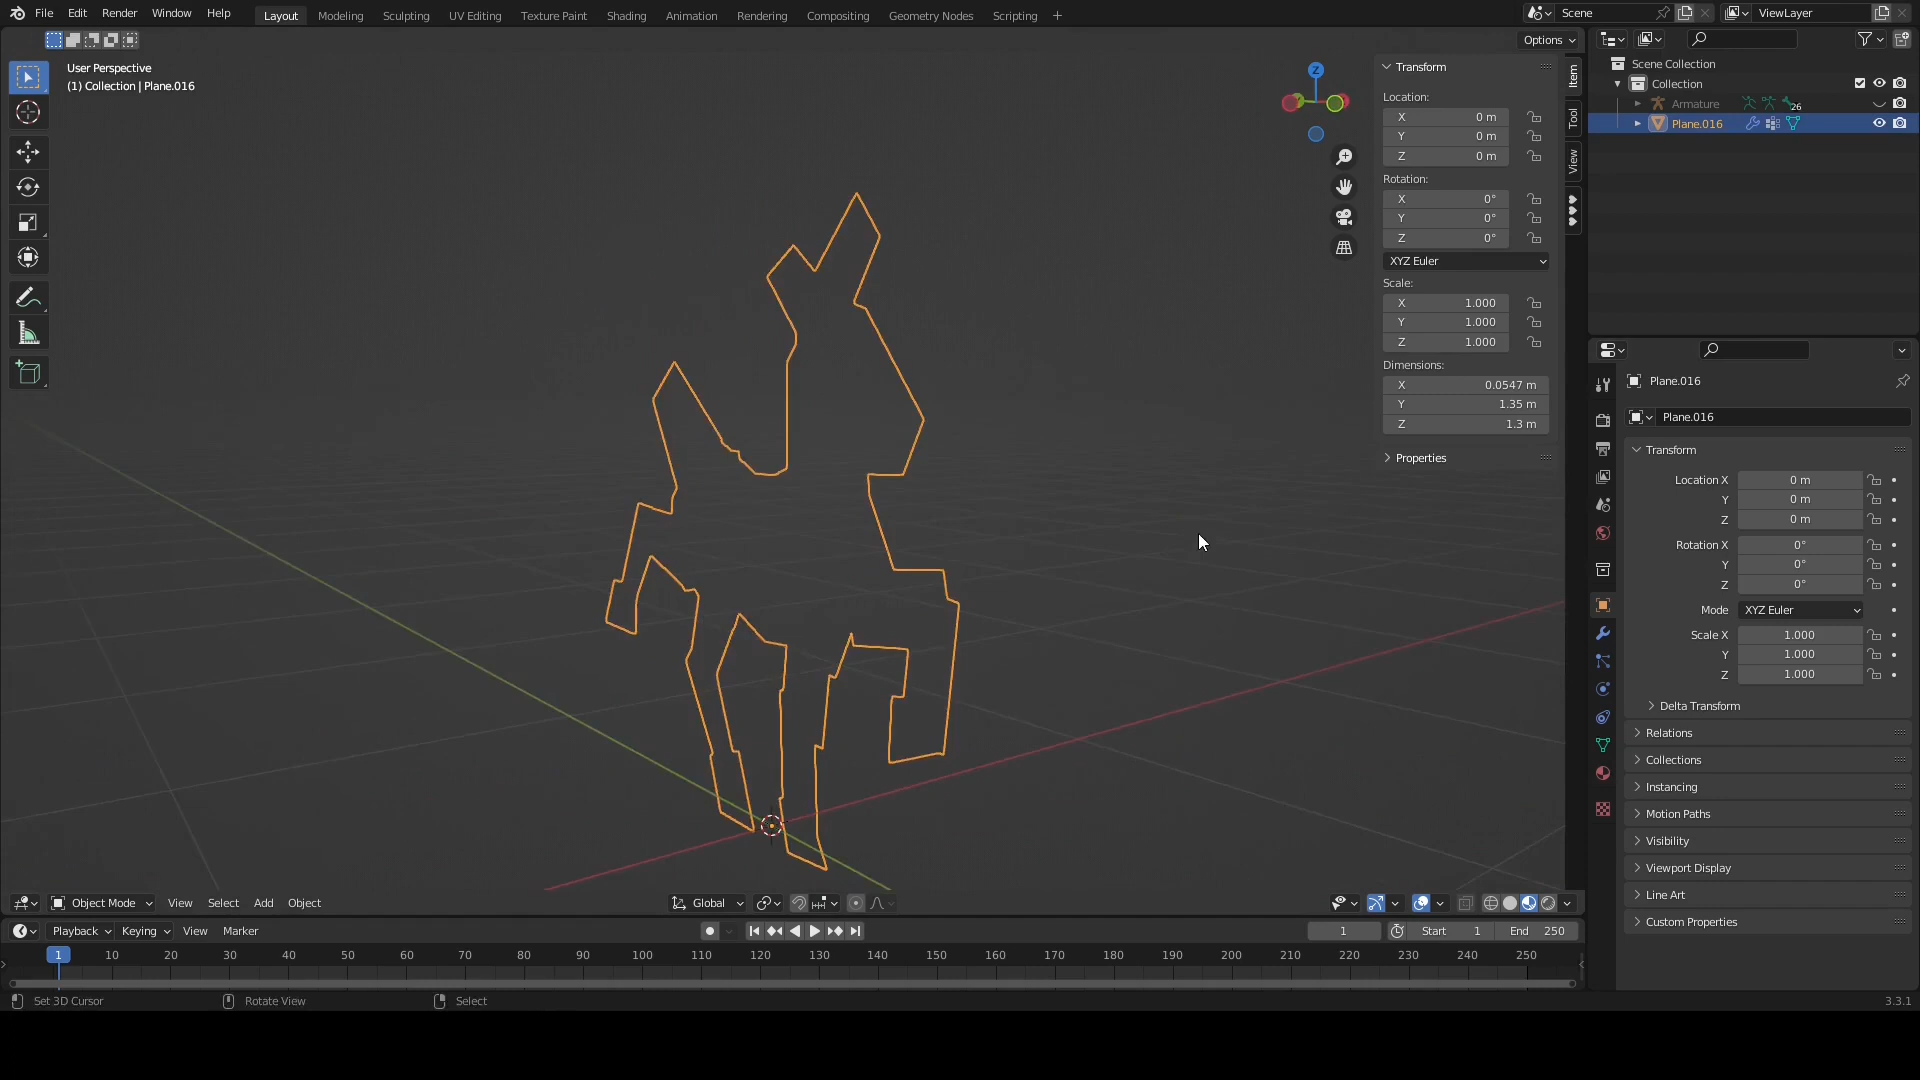 File Edit Render Window Help Layout Modeling Sculpting UV Editing Texture Paint Shading Animation Rendering Compositing Geometry Nodes Scripting + Scene ViewLayer
Options
User Perspective
(1) Collection | Plane.016
Z
Transform
Location:
X 0 m
Y 0 m
Z 0 m
Rotation:
X 0°
Y 0°
Z 0°
XYZ Euler
Scale:
X 1.000
Y 1.000
Z 1.000
Dimensions:
X 0.0547 m
Y 1.35 m
Z 1.3 m
Properties
Item
Tool
View
Scene Collection
Collection
Armature 26
Plane.016
Plane.016
Plane.016
Transform
Location X 0 m
Y 0 m
Z 0 m
Rotation X 0°
Y 0°
Z 0°
Mode XYZ Euler
Scale X 1.000
Y 1.000
Z 1.000
Delta Transform
Relations
Collections
Instancing
Motion Paths
Visibility
Viewport Display
Line Art
Custom Properties
Object Mode View Select Add Object Global
Playback Keying View Marker 1 Start 1 End 250
1 10 20 30 40 50 60 70 80 90 100 110 120 130 140 150 160 170 180 190 200 210 220 230 240 250
Set 3D Cursor Rotate View Select 3.3.1